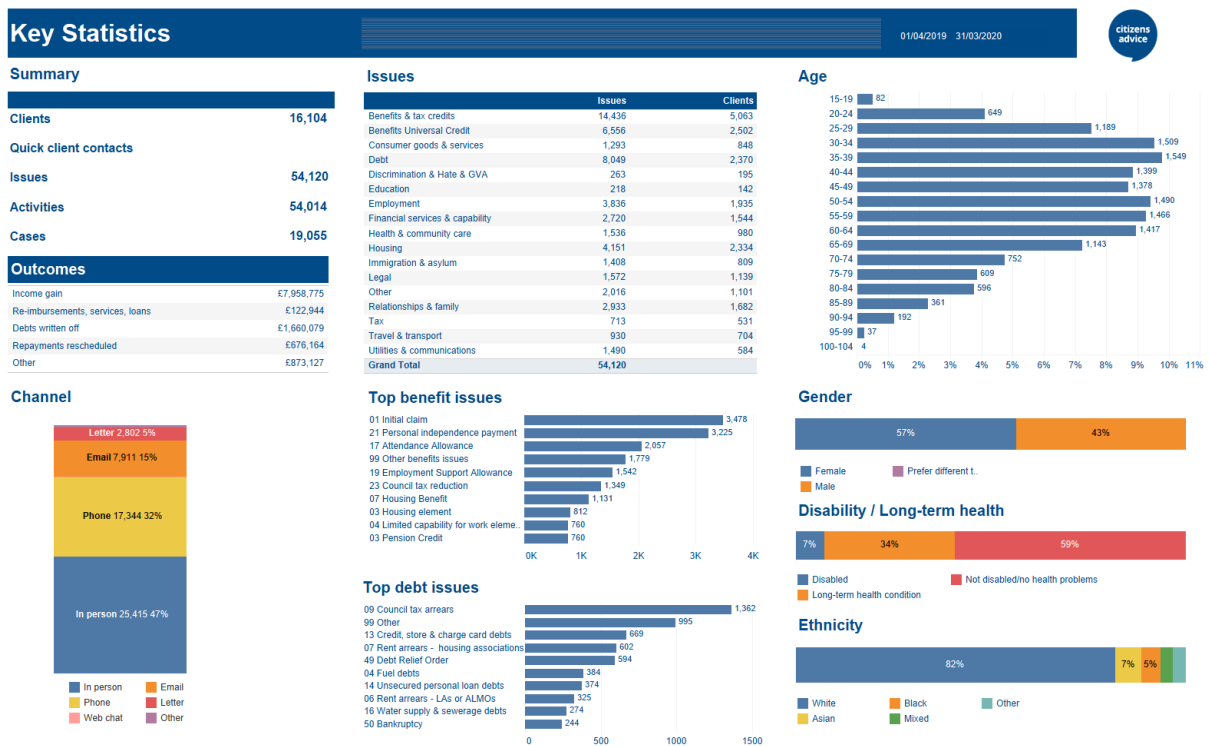 Key Statistics
01/04/2019 31/03/2020
citizens
advice
Summary
Clients 16,104
Quick client contacts
Issues 54,120
Activities 54,014
Cases 19,055
Outcomes
Income gain £7,958,775
Re-imbursements, services, loans £122,944
Debts written off £1,660,079
Repayments rescheduled £676,164
Other £873,127
Channel
Letter 2,802 5%
Email 7,911 15%
Phone 17,344 32%
In person 25,415 47%
In person Email
Phone Letter
Web chat Other
Issues
Issues Clients
Benefits & tax credits 14,436 5,063
Benefits Universal Credit 6,556 2,502
Consumer goods & services 1,293 848
Debt 8,049 2,370
Discrimination & Hate & GVA 263 195
Education 218 142
Employment 3,836 1,935
Financial services & capability 2,720 1,544
Health & community care 1,536 980
Housing 4,151 2,334
Immigration & asylum 1,408 809
Legal 1,572 1,139
Other 2,016 1,101
Relationships & family 2,933 1,682
Tax 713 531
Travel & transport 930 704
Utilities & communications 1,490 584
Grand Total 54,120
Top benefit issues
01 Initial claim 3,478
21 Personal independence payment 3,225
17 Attendance Allowance 2,057
99 Other benefits issues 1,779
19 Employment Support Allowance 1,542
23 Council tax reduction 1,349
07 Housing Benefit 1,131
03 Housing element 812
04 Limited capability for work eleme.. 760
03 Pension Credit 760
0K 1K 2K 3K 4K
Top debt issues
09 Council tax arrears 1,362
99 Other 995
13 Credit, store & charge card debts 669
07 Rent arrears - housing associations 602
49 Debt Relief Order 594
04 Fuel debts 384
14 Unsecured personal loan debts 374
06 Rent arrears - LAs or ALMOs 325
16 Water supply & sewerage debts 274
50 Bankruptcy 244
0 500 1000 1500
Age
15-19 82
20-24 649
25-29 1,189
30-34 1,509
35-39 1,549
40-44 1,399
45-49 1,378
50-54 1,490
55-59 1,466
60-64 1,417
65-69 1,143
70-74 752
75-79 609
80-84 596
85-89 361
90-94 192
95-99 37
100-104 4
0% 1% 2% 3% 4% 5% 6% 7% 8% 9% 10% 11%
Gender
57% 43%
Female Prefer different t..
Male
Disability / Long-term health
7% 34% 59%
Disabled Not disabled/no health problems
Long-term health condition
Ethnicity
82% 7% 5%
White Black Other
Asian Mixed